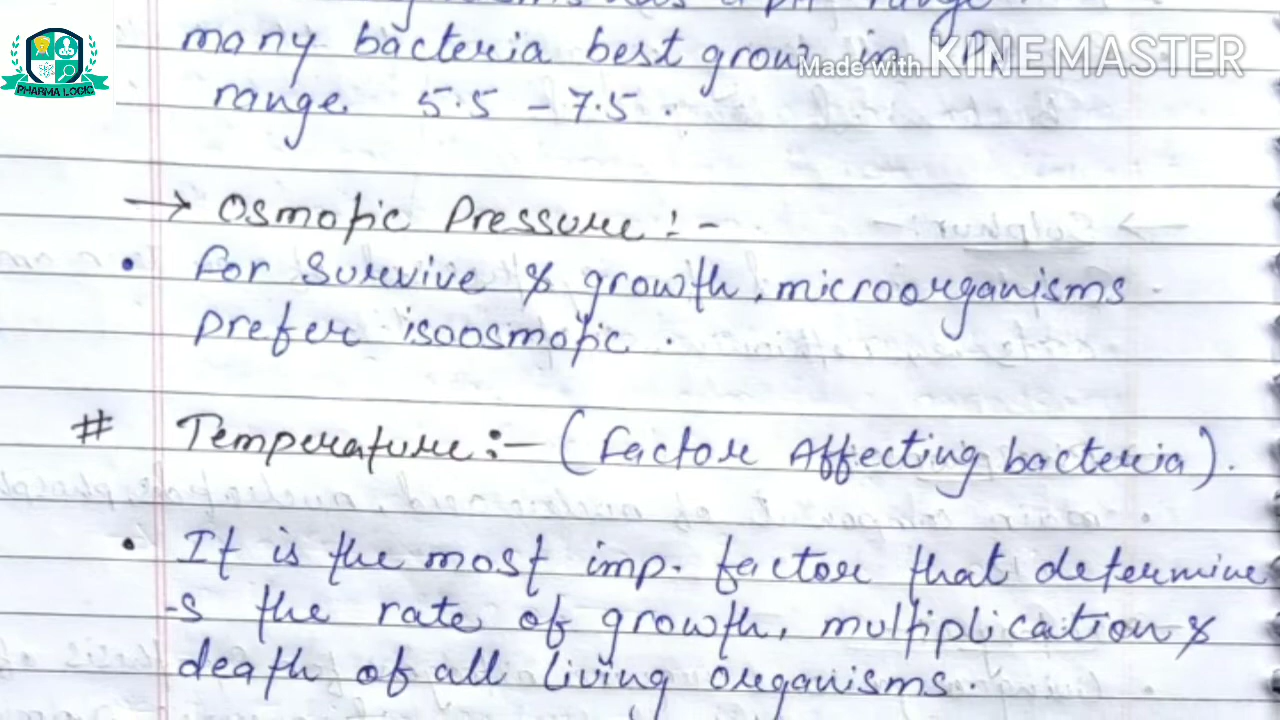 many bacteria best grow in PH
Made with KINEMASTER
PHARMA LOGIC
range 5.5 - 7.5.
→ Osmotic Pressure :-
• For Survive & growth, microorganisms
prefer isoosmotic.
# Temperature :- (Factor Affecting bacteria).
• It is the most imp. factor that determine
-s the rate of growth, multiplication &
death of all living organisms.